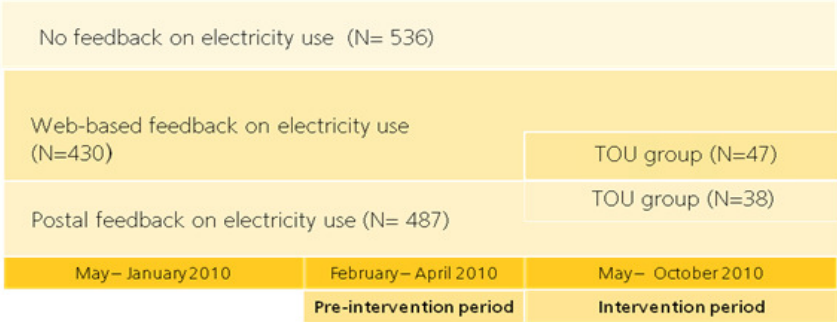 No feedback on electricity use (N= 536)
Web-based feedback on electricity use
(N=430)
TOU group (N=47)
TOU group (N=38)
Postal feedback on electricity use (N= 487)
May– January 2010
February– April 2010
May– October 2010
Pre-intervention period
Intervention period